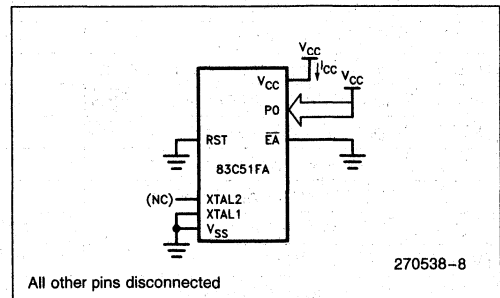 VCC
ICC
VCC
VCC
P0
RST
EA
83C51FA
(NC)
XTAL2
XTAL1
VSS
270538-8
All other pins disconnected